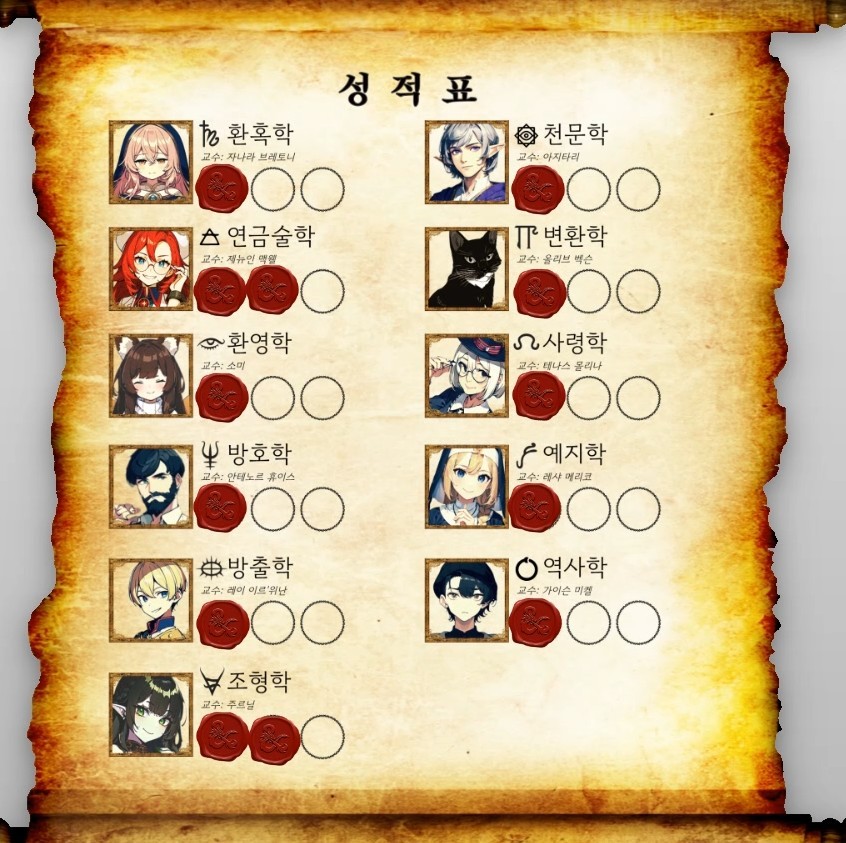 성적표
환혹학
교수: 자나라 브레토니
천문학
교수: 아지타리
연금술학
교수: 제뉴인 맥웰
변환학
교수: 올리브 벡슨
환영학
교수: 소미
사령학
교수: 테나스 몰리나
방호학
교수: 안테노르 휴이스
예지학
교수: 레샤 메리코
방출학
교수: 레이 이르'위난
역사학
교수: 가이슨 미켈
조형학
교수: 주르닐